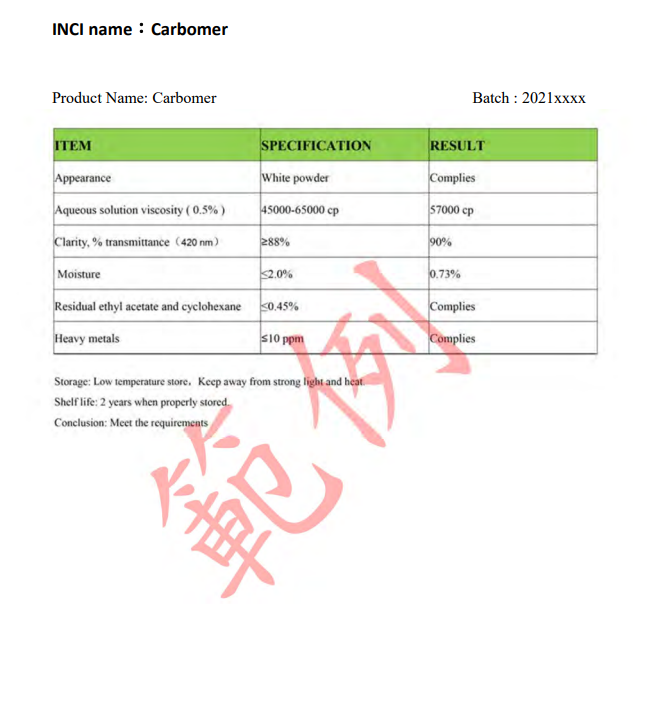 INCI name：Carbomer
Product Name: Carbomer Batch : 2021xxxx
ITEM SPECIFICATION RESULT
Appearance White powder Complies
Aqueous solution viscosity ( 0.5% ) 45000-65000 cp 57000 cp
Clarity, % transmittance（420 nm） ≥88% 90%
Moisture ≤2.0% 0.73%
Residual ethyl acetate and cyclohexane ≤0.45% Complies
Heavy metals ≤10 ppm Complies
Storage: Low temperature store，Keep away from strong light and heat.
Shelf life: 2 years when properly stored.
Conclusion: Meet the requirements
範例